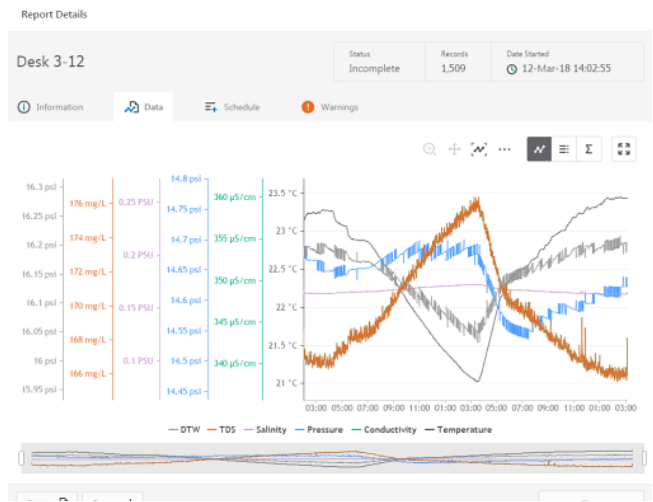 Report Details
Desk 3-12
Status Records Date Started
Incomplete 1,509 12-Mar-18 14:02:55
Information Data Schedule Warnings
14.8 psi
16.3 psi 176 mg/L 0.25 PSU 360 µS/cm 23.5 °C
16.25 psi 14.75 psi
174 mg/L 14.7 psi 355 µS/cm 23 °C
16.2 psi 0.2 PSU
16.15 psi 172 mg/L 14.65 psi 350 µS/cm 22.5 °C
16.1 psi 170 mg/L 0.15 PSU 14.6 psi 22 °C
16.05 psi 168 mg/L 14.55 psi 345 µS/cm 21.5 °C
16 psi 0.1 PSU 14.5 psi 340 µS/cm
15.95 psi 166 mg/L 14.45 psi 21 °C
03:00 05:00 07:00 09:00 11:00 01:00 03:00 05:00 07:00 09:00 11:00 01:00 03:00
DTW TDS Salinity Pressure Conductivity Temperature